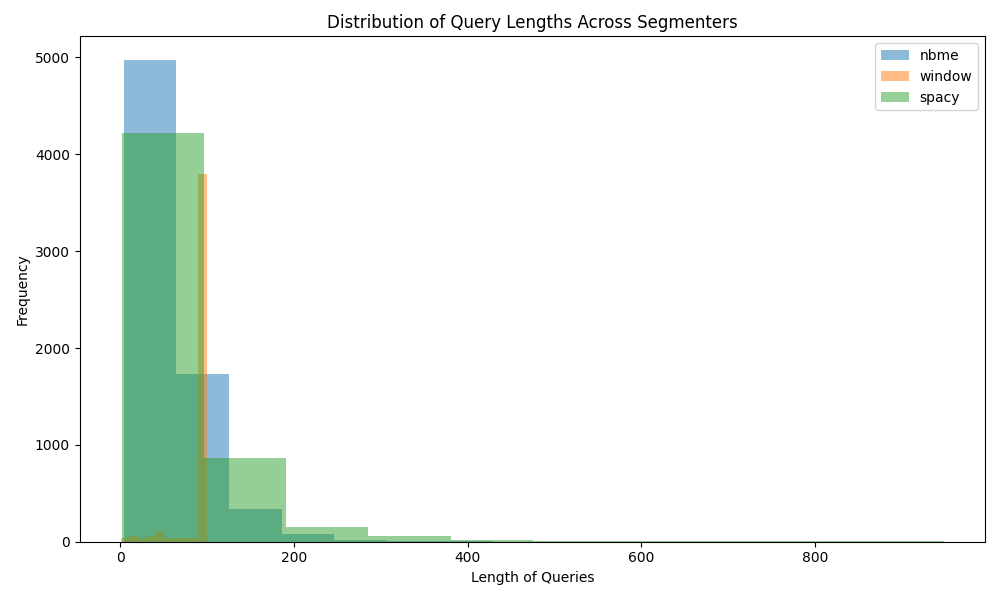 Distribution of Query Lengths Across Segmenters
nbme
window
spacy
Frequency
5000
4000
3000
2000
1000
0
0 200 400 600 800
Length of Queries